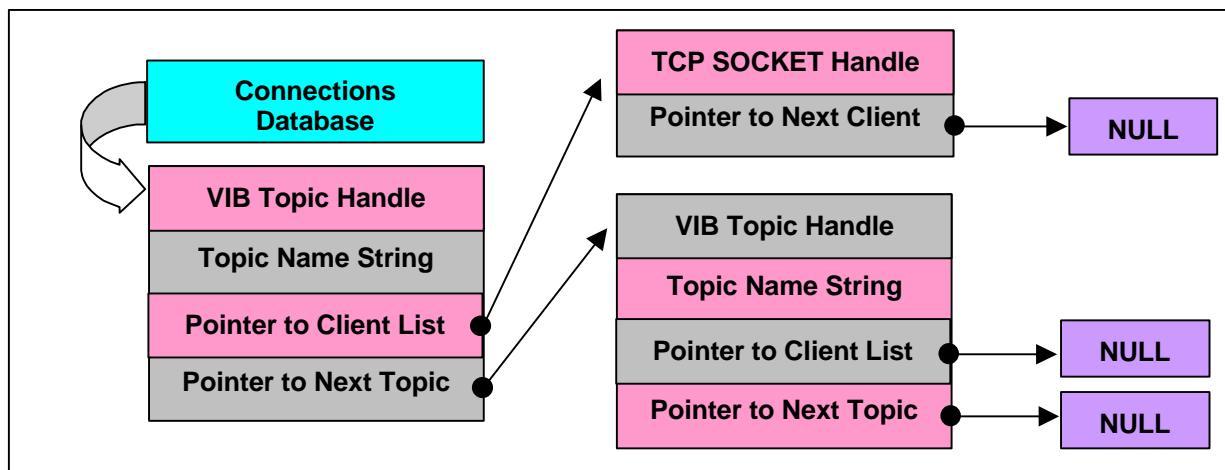 Connections
Database
VIB Topic Handle
Topic Name String
Pointer to Client List
Pointer to Next Topic
TCP SOCKET Handle
Pointer to Next Client
NULL
VIB Topic Handle
Topic Name String
Pointer to Client List
NULL
Pointer to Next Topic
NULL